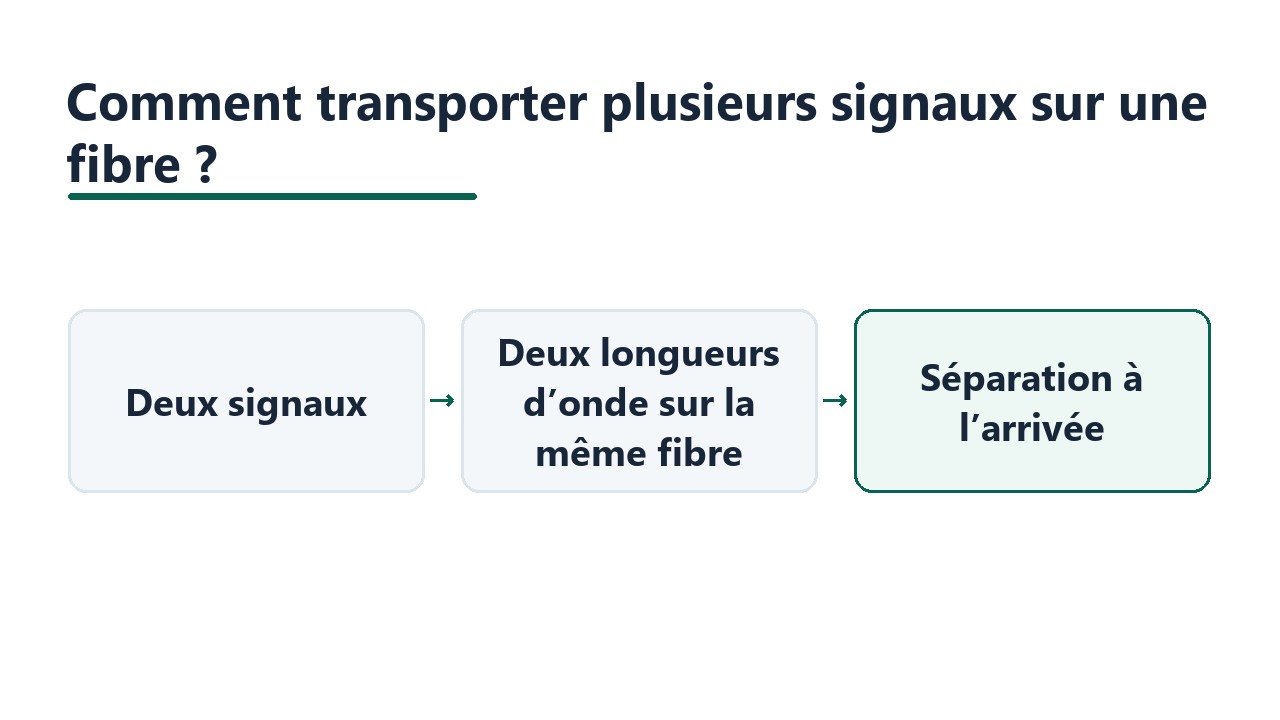 Comment transporter plusieurs signaux sur une
fibre ?
Deux signaux
→
Deux longueurs
d’onde sur la
même fibre
→
Séparation à
l’arrivée